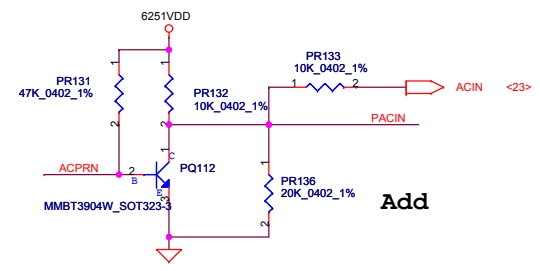 6251VDD
1
PR131
47K_0402_1%
2
1
PR132
10K_0402_1%
2
PR133
10K_0402_1%
1
2
ACIN
<23>
PACIN
ACPRN
2
B
1
C
PQ112
E
3
MMBT3904W_SOT323-3
1
PR136
20K_0402_1%
2
Add